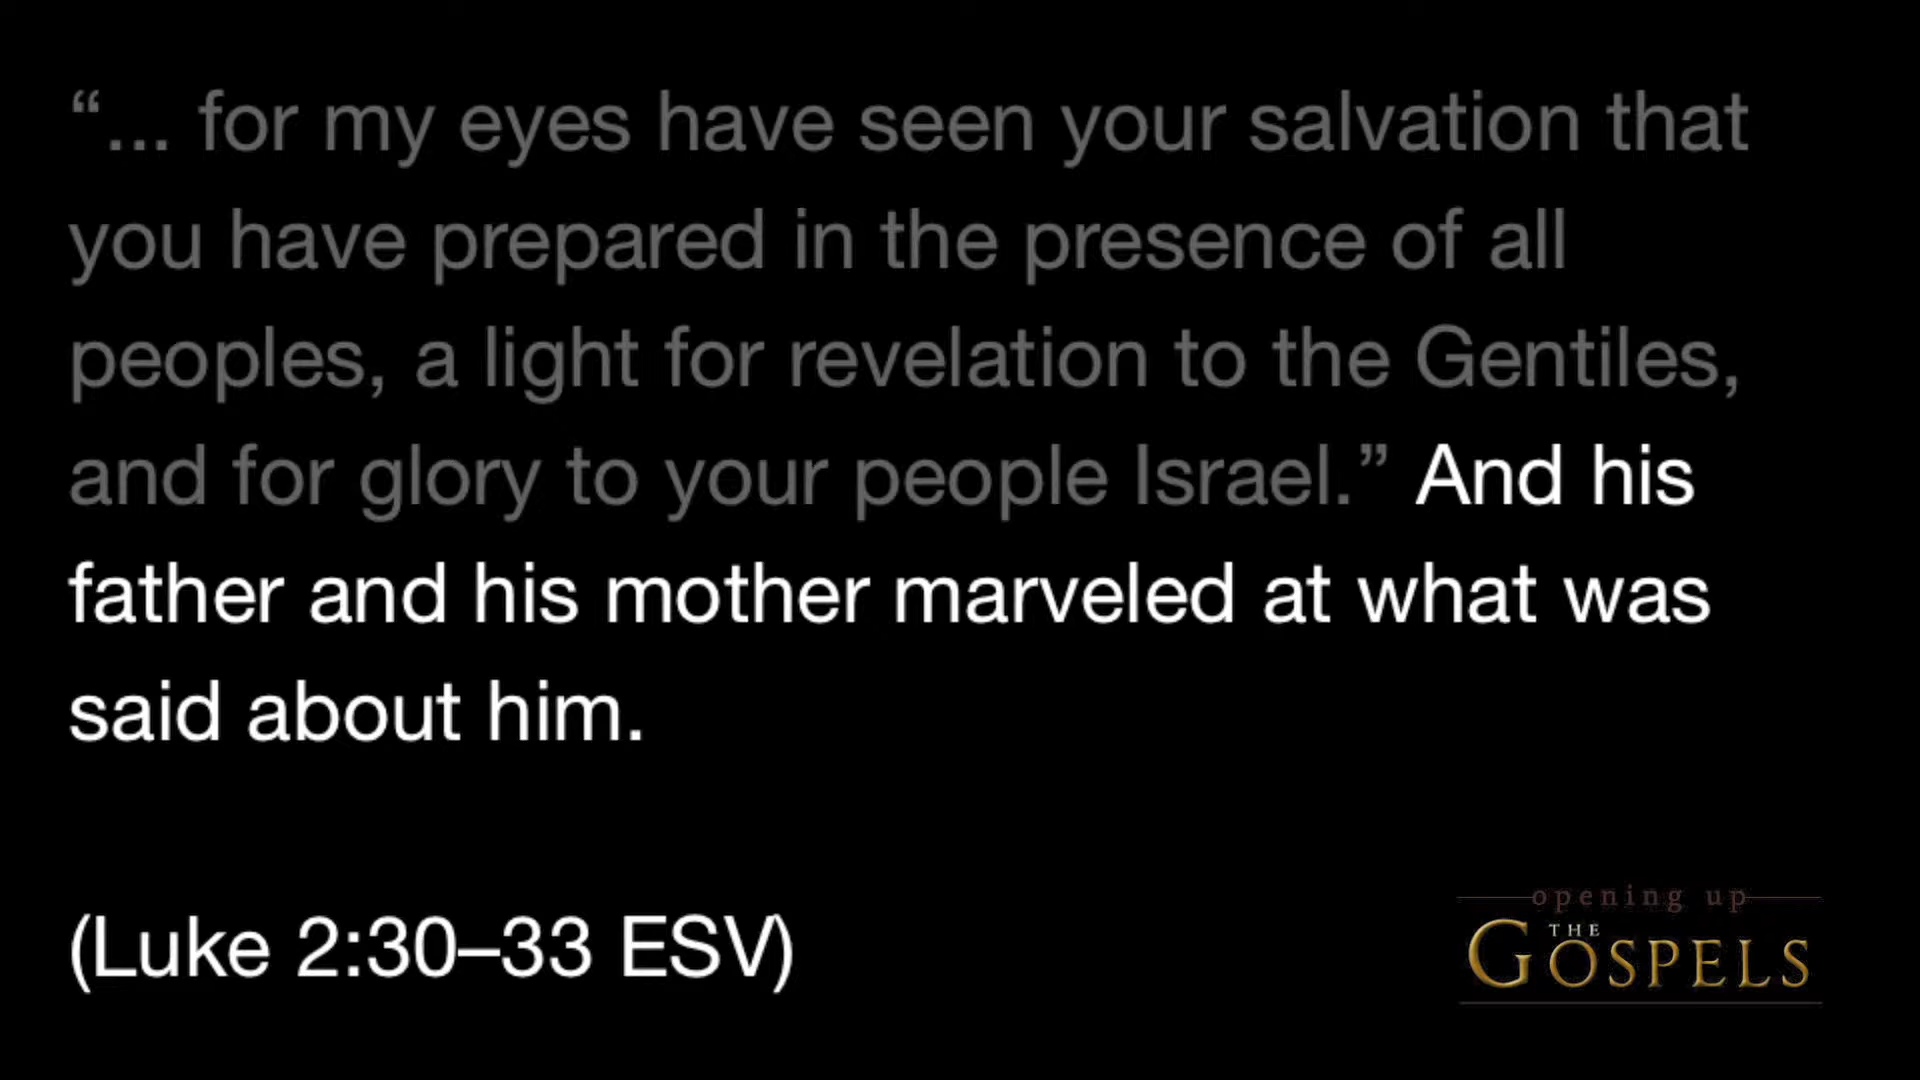 “... for my eyes have seen your salvation that
you have prepared in the presence of all
peoples, a light for revelation to the Gentiles,
and for glory to your people Israel.” And his
father and his mother marveled at what was
said about him.
(Luke 2:30–33 ESV)
opening up
THE
GOSPELS